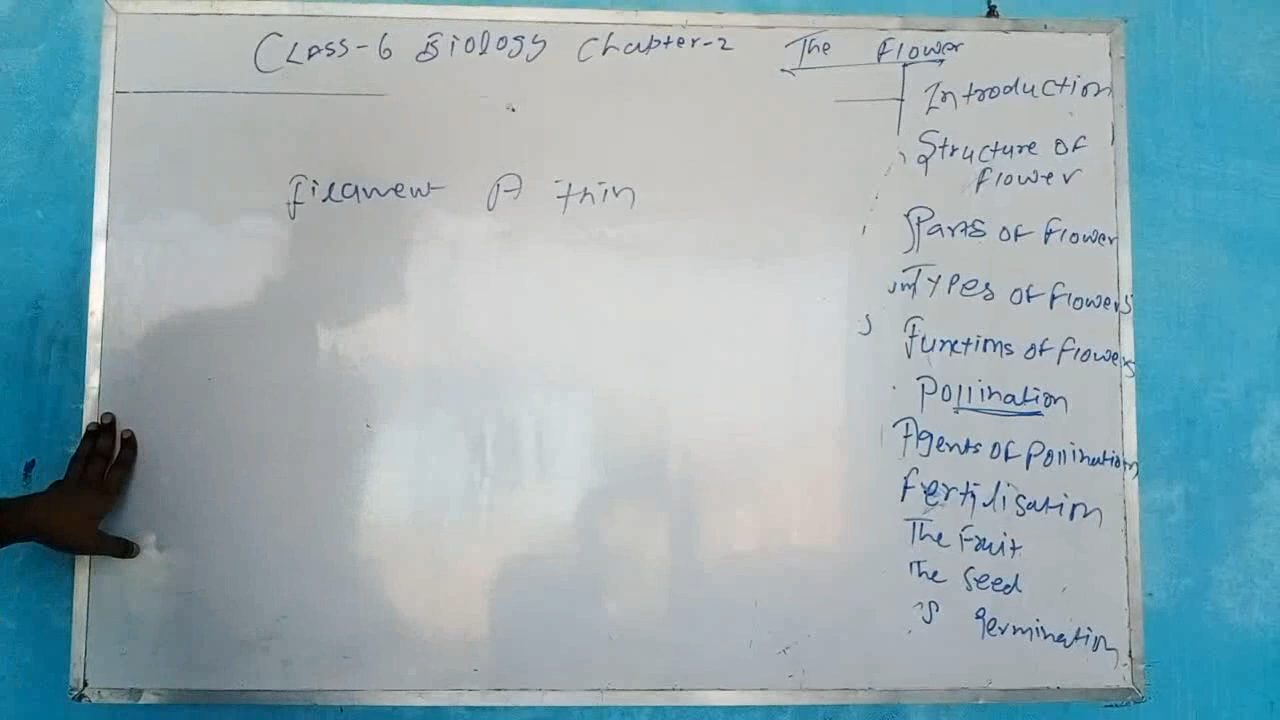 Class-6 Biology Chapter-2 The Flower
Introduction
Structure of
flower
filament A thin
Parts of flower
Types of flowers
Functions of flowers
Pollination
Agents of pollination
Fertilisation
The Fruit
The seed
germination